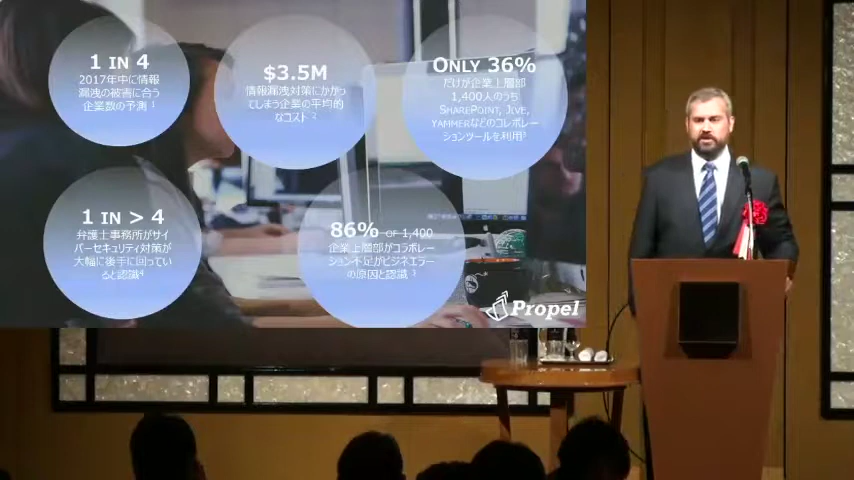 1 IN 4
2017年中に情報
漏洩の被害に合う
企業数の予測 1
$3.5M
情報漏洩対策にかかっ
てしまう企業の平均的
なコスト 2
ONLY 36%
だけが企業上層部
1,400人のうち
SHAREPOINT, JIVE,
YAMMERなどのコレボレー
ションツールを利用3
1 IN > 4
弁護士事務所がサイ
バーセキュリティ対策が
大幅に後手に回ってい
ると認識4
86% OF 1,400
企業上層部がコラボレー
ション不足がビジネスエラー
の原因と認識 3
Propel